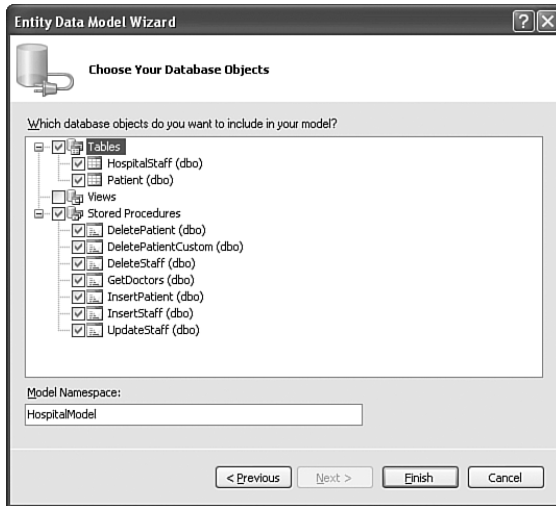 Entity Data Model Wizard
Choose Your Database Objects
Which database objects do you want to include in your model?
Tables
HospitalStaff (dbo)
Patient (dbo)
Views
Stored Procedures
DeletePatient (dbo)
DeletePatientCustom (dbo)
DeleteStaff (dbo)
GetDoctors (dbo)
InsertPatient (dbo)
InsertStaff (dbo)
UpdateStaff (dbo)
Model Namespace:
HospitalModel
< Previous Next > Finish Cancel